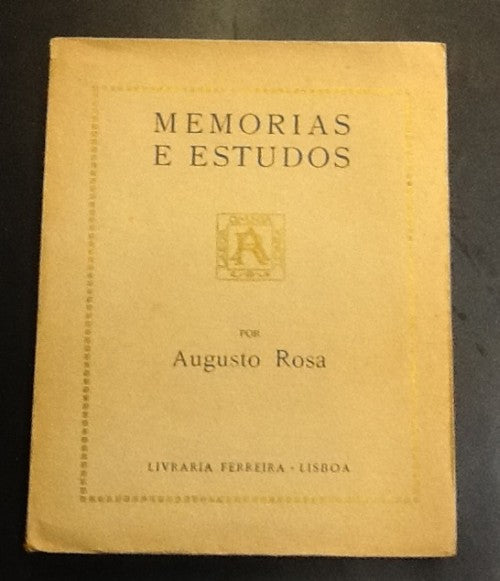 MEMORIAS
E ESTUDOS
A
POR
Augusto Rosa
LIVRARIA FERREIRA · LISBOA